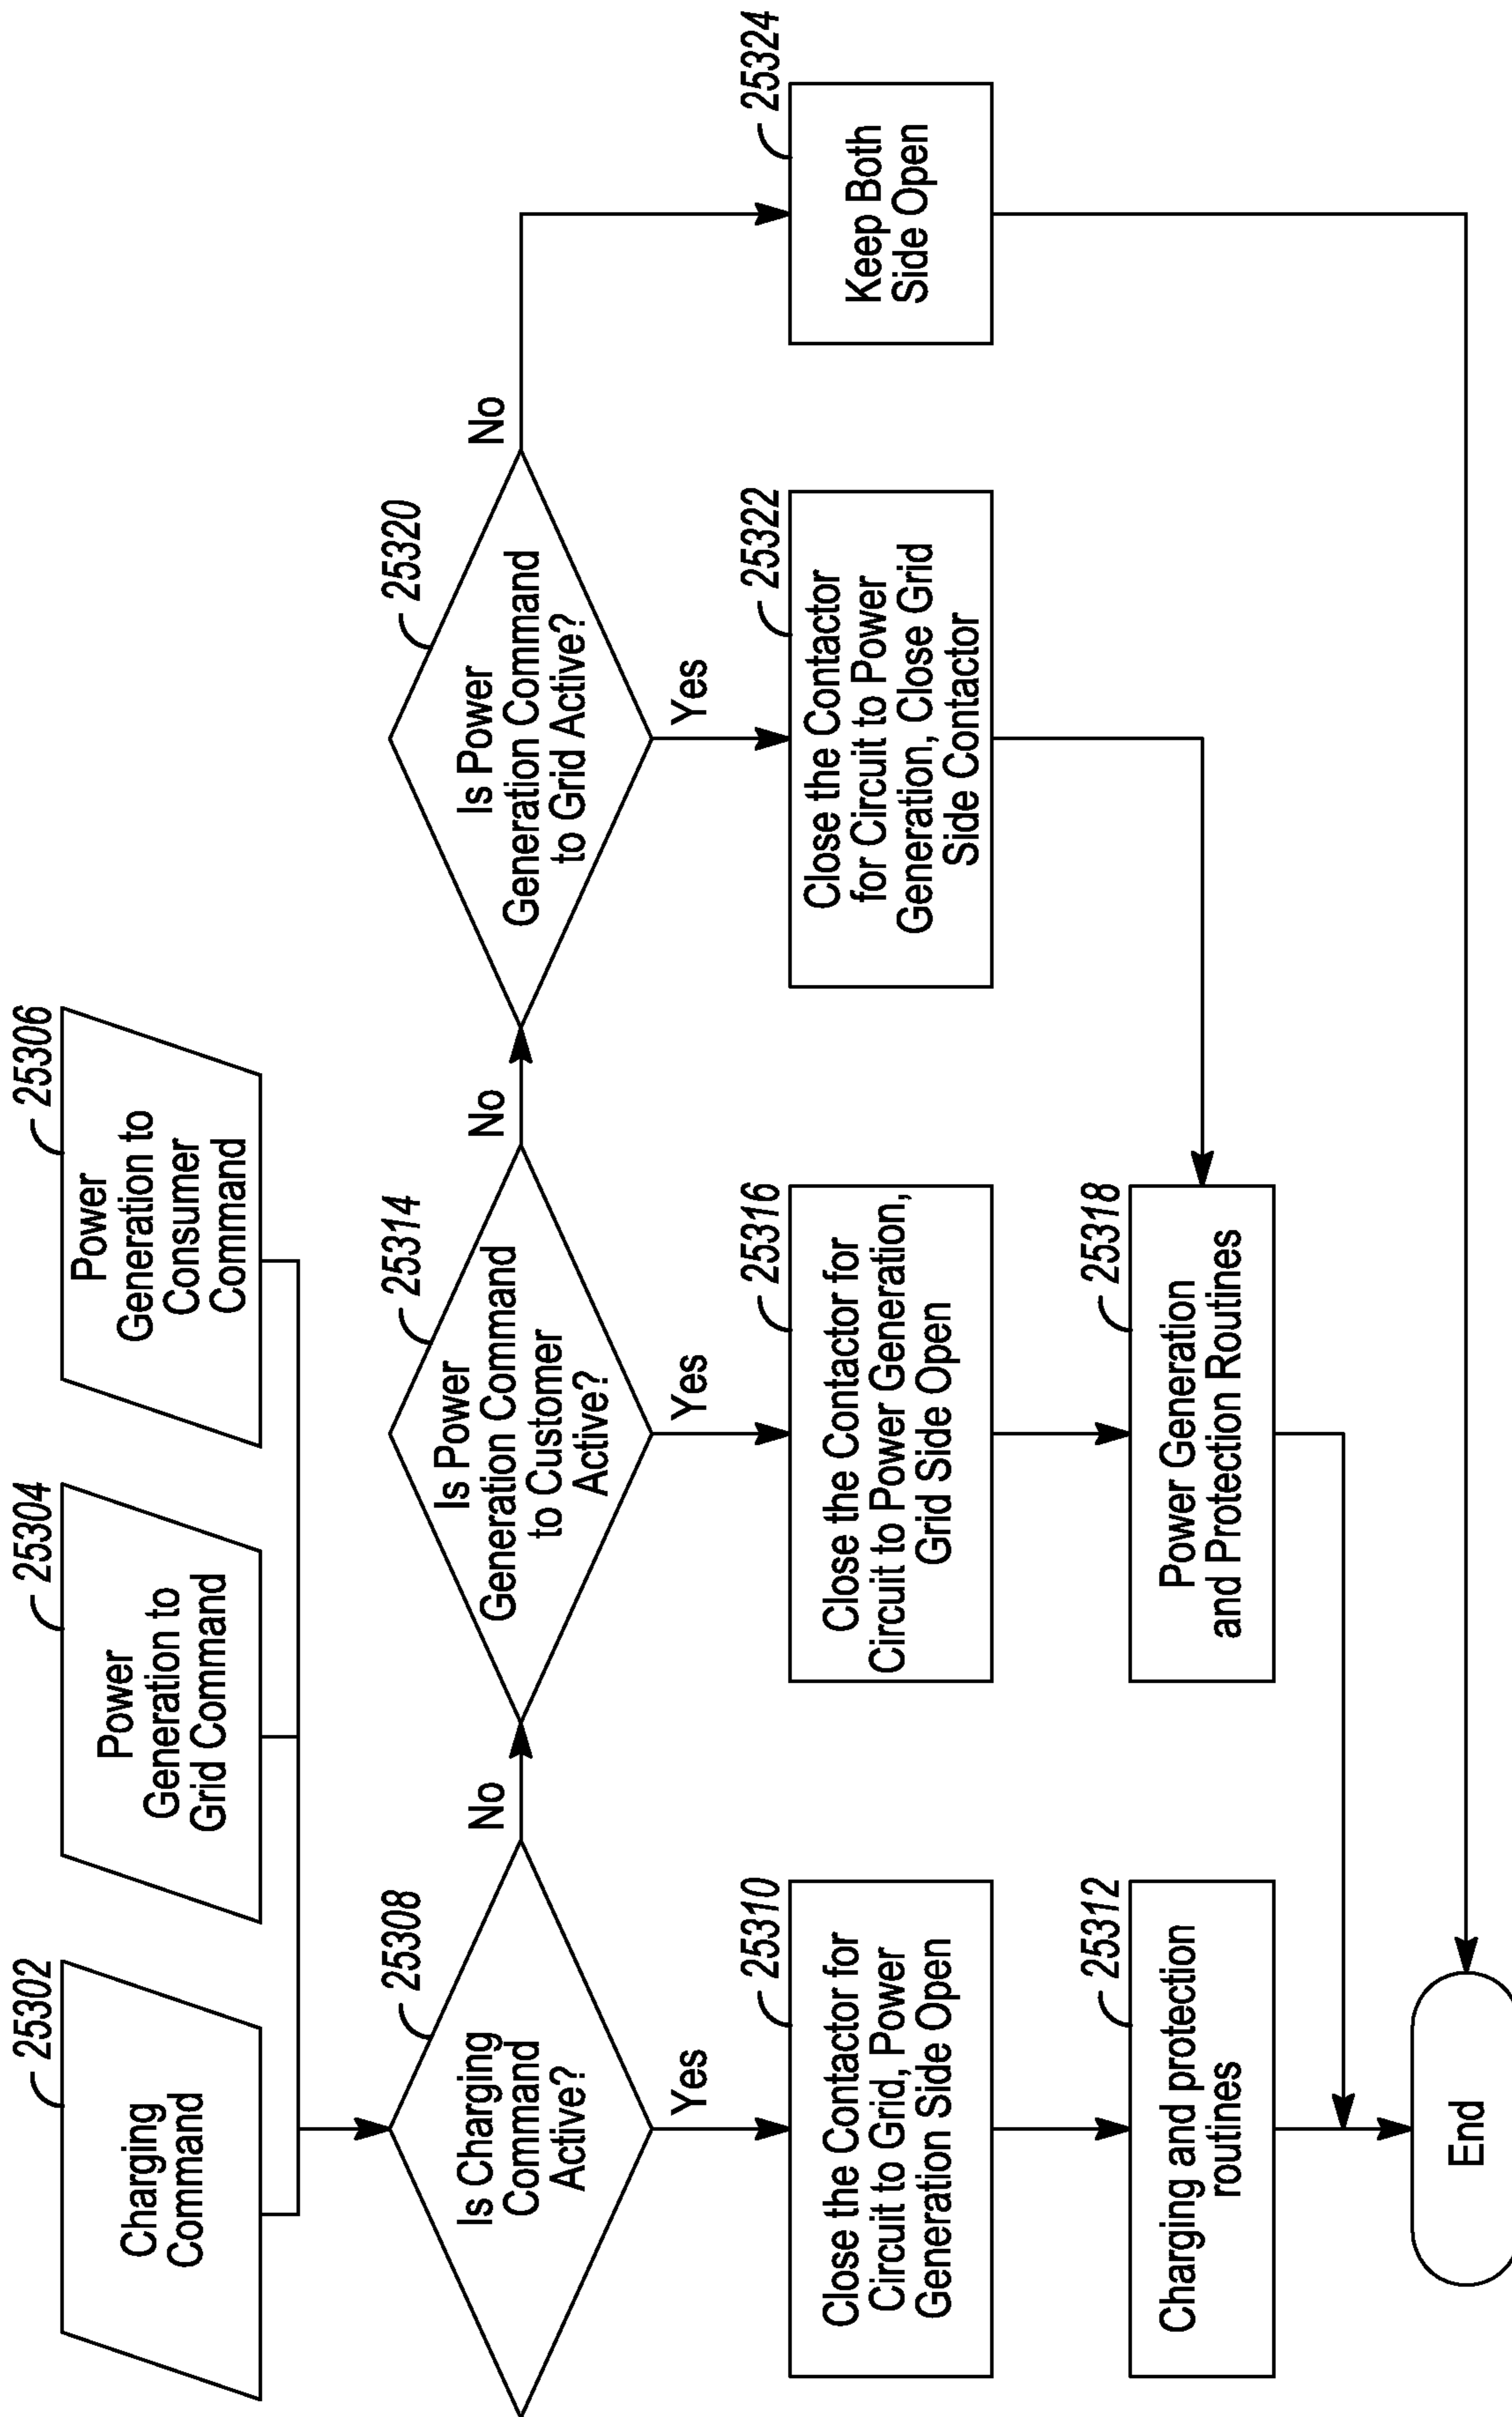 25302
Charging
Command
25304
Power
Generation to
Grid Command
25306
Power
Generation to
Consumer
Command
25308
Is Charging
Command
Active?
No
Yes
25314
Is Power
Generation Command
to Customer
Active?
No
Yes
25320
Is Power
Generation Command
to Grid Active?
No
Yes
25310
Close the Contactor for
Circuit to Grid, Power
Generation Side Open
25316
Close the Contactor for
Circuit to Power Generation,
Grid Side Open
25322
Close the Contactor
for Circuit to Power
Generation, Close Grid
Side Contactor
25324
Keep Both
Side Open
25312
Charging and protection
routines
25318
Power Generation
and Protection Routines
End